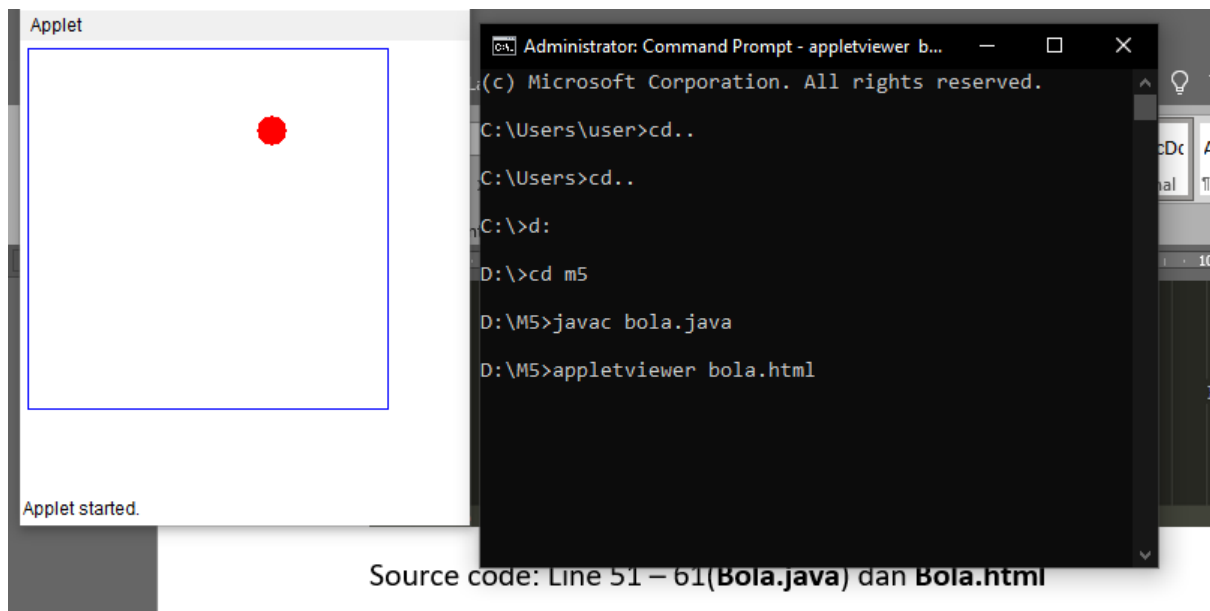 Applet
Applet started.
Administrator: Command Prompt - appletviewer b...
(c) Microsoft Corporation. All rights reserved.
C:\Users\user>cd..
C:\Users>cd..
C:\>d:
D:\>cd m5
D:\M5>javac bola.java
D:\M5>appletviewer bola.html
Source code: Line 51 – 61(Bola.java) dan Bola.html